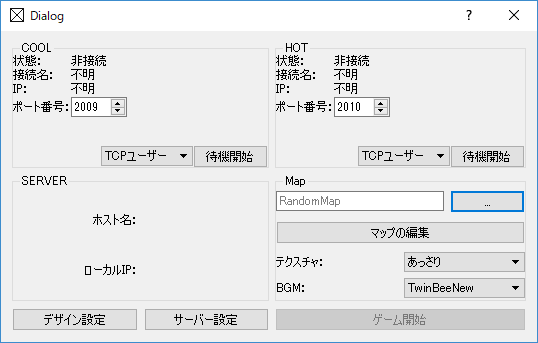 Dialog
COOL
状態: 非接続
接続名: 不明
IP: 不明
ポート番号: 2009
TCPユーザー 待機開始
HOT
状態: 非接続
接続名: 不明
IP: 不明
ポート番号: 2010
TCPユーザー 待機開始
SERVER
ホスト名:
ローカルIP:
Map
RandomMap ...
マップの編集
テクスチャ: あっさり
BGM: TwinBeeNew
デザイン設定 サーバー設定 ゲーム開始